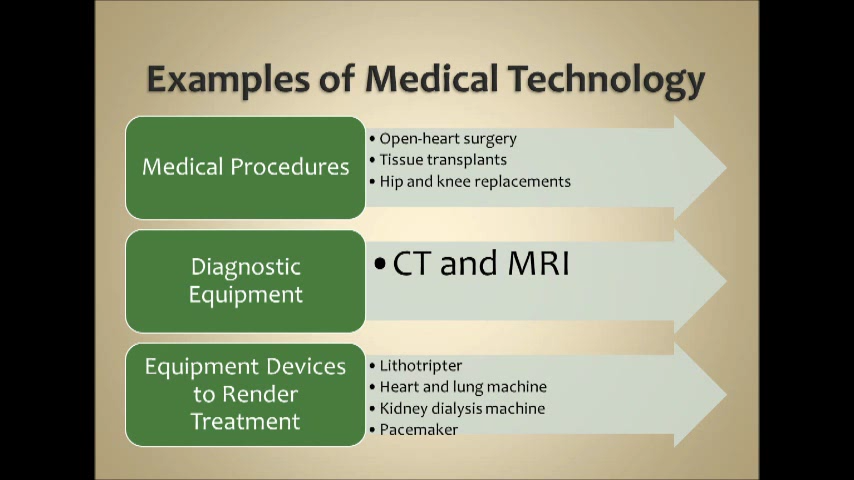 Examples of Medical Technology
Medical Procedures
• Open-heart surgery
• Tissue transplants
• Hip and knee replacements
Diagnostic
Equipment
• CT and MRI
Equipment Devices
to Render
Treatment
• Lithotripter
• Heart and lung machine
• Kidney dialysis machine
• Pacemaker